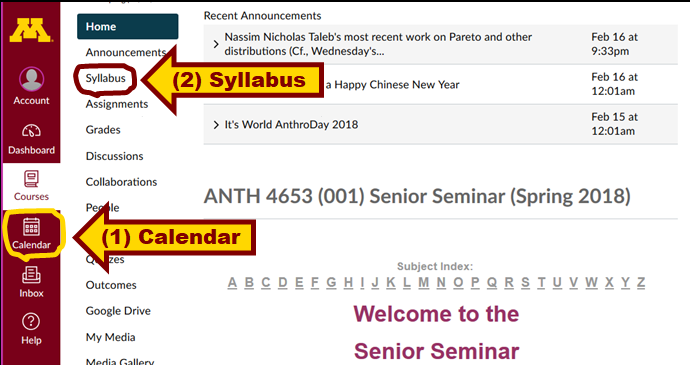 M
Account
Dashboard
Courses
Calendar
Inbox
Help
Home
Announcements
Syllabus
Assignments
Grades
Discussions
Collaborations
People
Quizzes
Outcomes
Google Drive
My Media
Media Gallery
(2) Syllabus
(1) Calendar
Recent Announcements
Nassim Nicholas Taleb's most recent work on Pareto and other
distributions (Cf., Wednesday's...
Feb 16 at
9:33pm
a Happy Chinese New Year
Feb 16 at
12:01am
It's World AnthroDay 2018
Feb 15 at
12:01am
ANTH 4653 (001) Senior Seminar (Spring 2018)
Subject Index:
A B C D E F G H I J K L M N O P Q R S T U V W X Y Z
Welcome to the
Senior Seminar